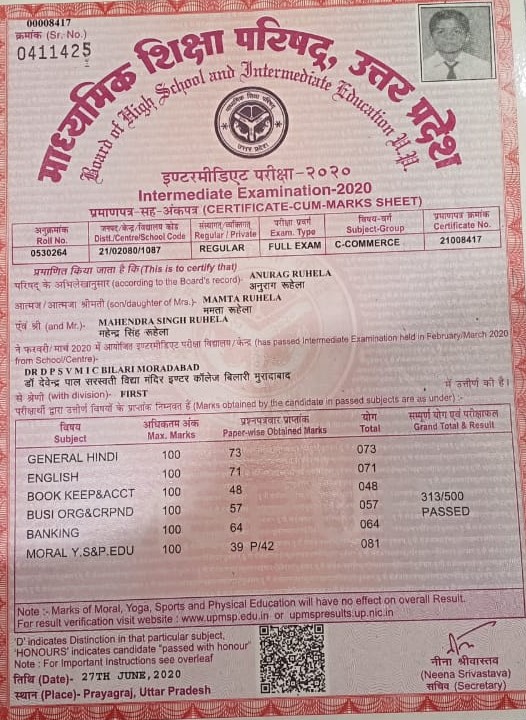 00008417
क्रमांक (Sr. No.)
0411425
माध्यमिक शिक्षा परिषद्, उत्तर प्रदेश
Board of High School and Intermediate Education U.P.
उत्तर प्रदेश
इण्टरमीडिएट परीक्षा-२०२०
Intermediate Examination-2020
प्रमाणपत्र-सह-अंकपत्र (CERTIFICATE-CUM-MARKS SHEET)
अनुक्रमांक जनपद/केन्द्र/विद्यालय कोड संस्थागत/व्यक्तिगत परीक्षा प्रवर्ग विषय-वर्ग प्रमाणपत्र क्रमांक
Roll No. Distt./Centre/School Code Regular / Private Exam. Type Subject-Group Certificate No.
0530264 21/02080/1087 REGULAR FULL EXAM C-COMMERCE 21008417
प्रमाणित किया जाता है कि(This is to certify that)
परिषद् के अभिलेखानुसार (according to the Board's record) ANURAG RUHELA
अनुराग रूहेला
आत्मज/आत्मजा श्रीमती (son/daughter of Mrs.)- MAMTA RUHELA
ममता रूहेला
एवं श्री (and Mr.)- MAHENDRA SINGH RUHELA
महेन्द्र सिंह रूहेला
ने फरवरी/मार्च 2020 में आयोजित इण्टरमीडिएट परीक्षा विद्यालय/केन्द्र (has passed Intermediate Examination held in February/March 2020
from School/Centre)-
DR D P S V M I C BILARI MORADABAD
डॉ देवेन्द्र पाल सरस्वती विद्या मंदिर इण्टर कॉलेज बिलारी मुरादाबाद
से श्रेणी (with division)- FIRST में उत्तीर्ण की है।
परीक्षार्थी द्वारा उत्तीर्ण विषयों के प्राप्तांक निम्नवत हैं (Marks obtained by the candidate in passed subjects are as under) :-
विषय अधिकतम अंक प्रश्नपत्रवार प्राप्तांक योग सम्पूर्ण योग एवं परीक्षाफल
Subject Max. Marks Paper-wise Obtained Marks Total Grand Total & Result
GENERAL HINDI 100 73 073
ENGLISH 100 71 071
BOOK KEEP&ACCT 100 48 048 313/500
BUSI ORG&CRPND 100 57 057 PASSED
BANKING 100 64 064
MORAL Y.S&P.EDU 100 39 P/42 081
Note :- Marks of Moral, Yoga, Sports and Physical Education will have no effect on overall Result.
For result verification visit website : www.upmsp.edu.in or upmspresults.up.nic.in
'D' indicates Distinction in that particular subject,
'HONOURS' indicates candidate "passed with honour"
Note : For Important Instructions see overleaf
तिथि (Date)- 27TH JUNE,2020
स्थान (Place)- Prayagraj, Uttar Pradesh
नीना श्रीवास्तव
(Neena Srivastava)
सचिव (Secretary)